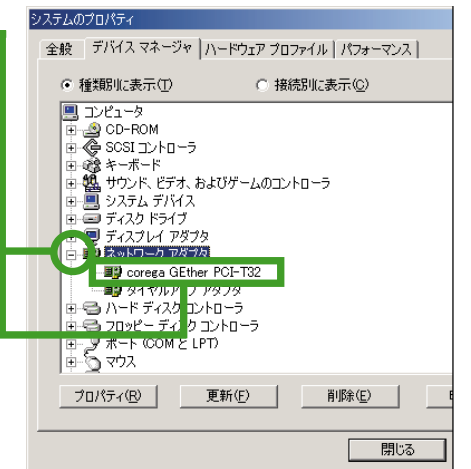 システムのプロパティ
全般 デバイス マネージャ ハードウェア プロファイル パフォーマンス
種類別に表示(T) 接続別に表示(C)
コンピュータ
CD-ROM
SCSI コントローラ
キーボード
サウンド、ビデオ、およびゲームのコントローラ
システム デバイス
ディスク ドライブ
ディスプレイ アダプタ
ネットワーク アダプタ
corega GEther PCI-T32
ダイヤルアップ アダプタ
ハード ディスク コントローラ
フロッピー ディスク コントローラ
ポート (COM と LPT)
マウス
プロパティ(R) 更新(F) 削除(E)
閉じる